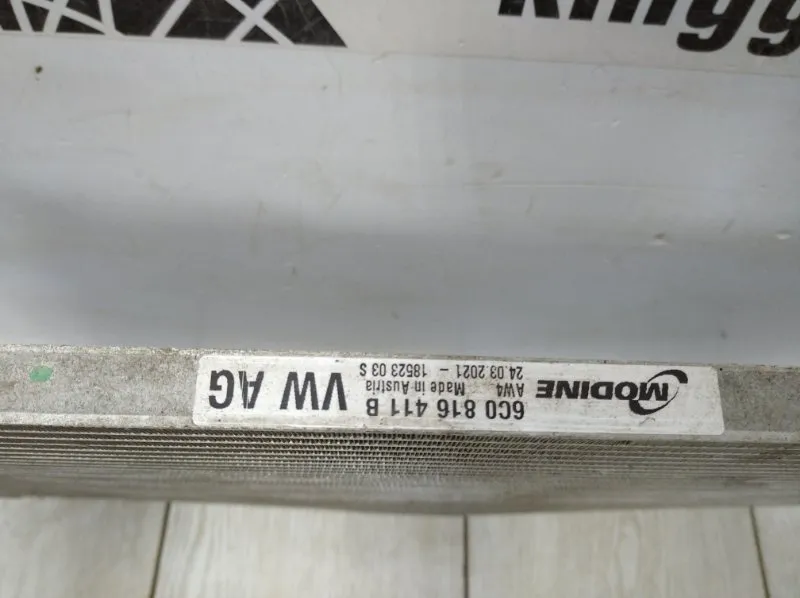 MODINE
6C0 816 411 B
AW4 Made in Austria
24.03.2021 - 18523 03 S
VW AG